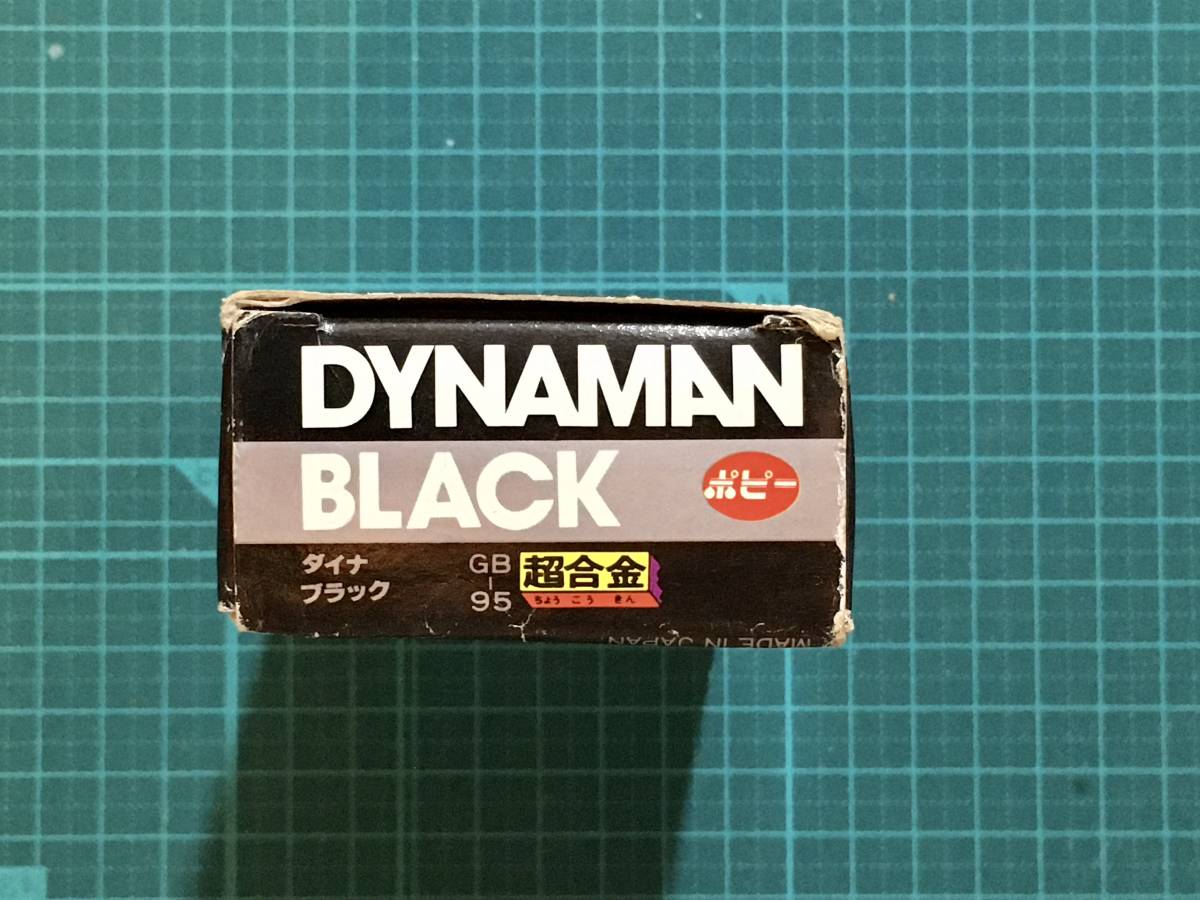 DYNAMAN
BLACK
ポピー
ダイナ
ブラック
GB
-
95
超合金
ちょう ごう きん
MADE IN JAPAN